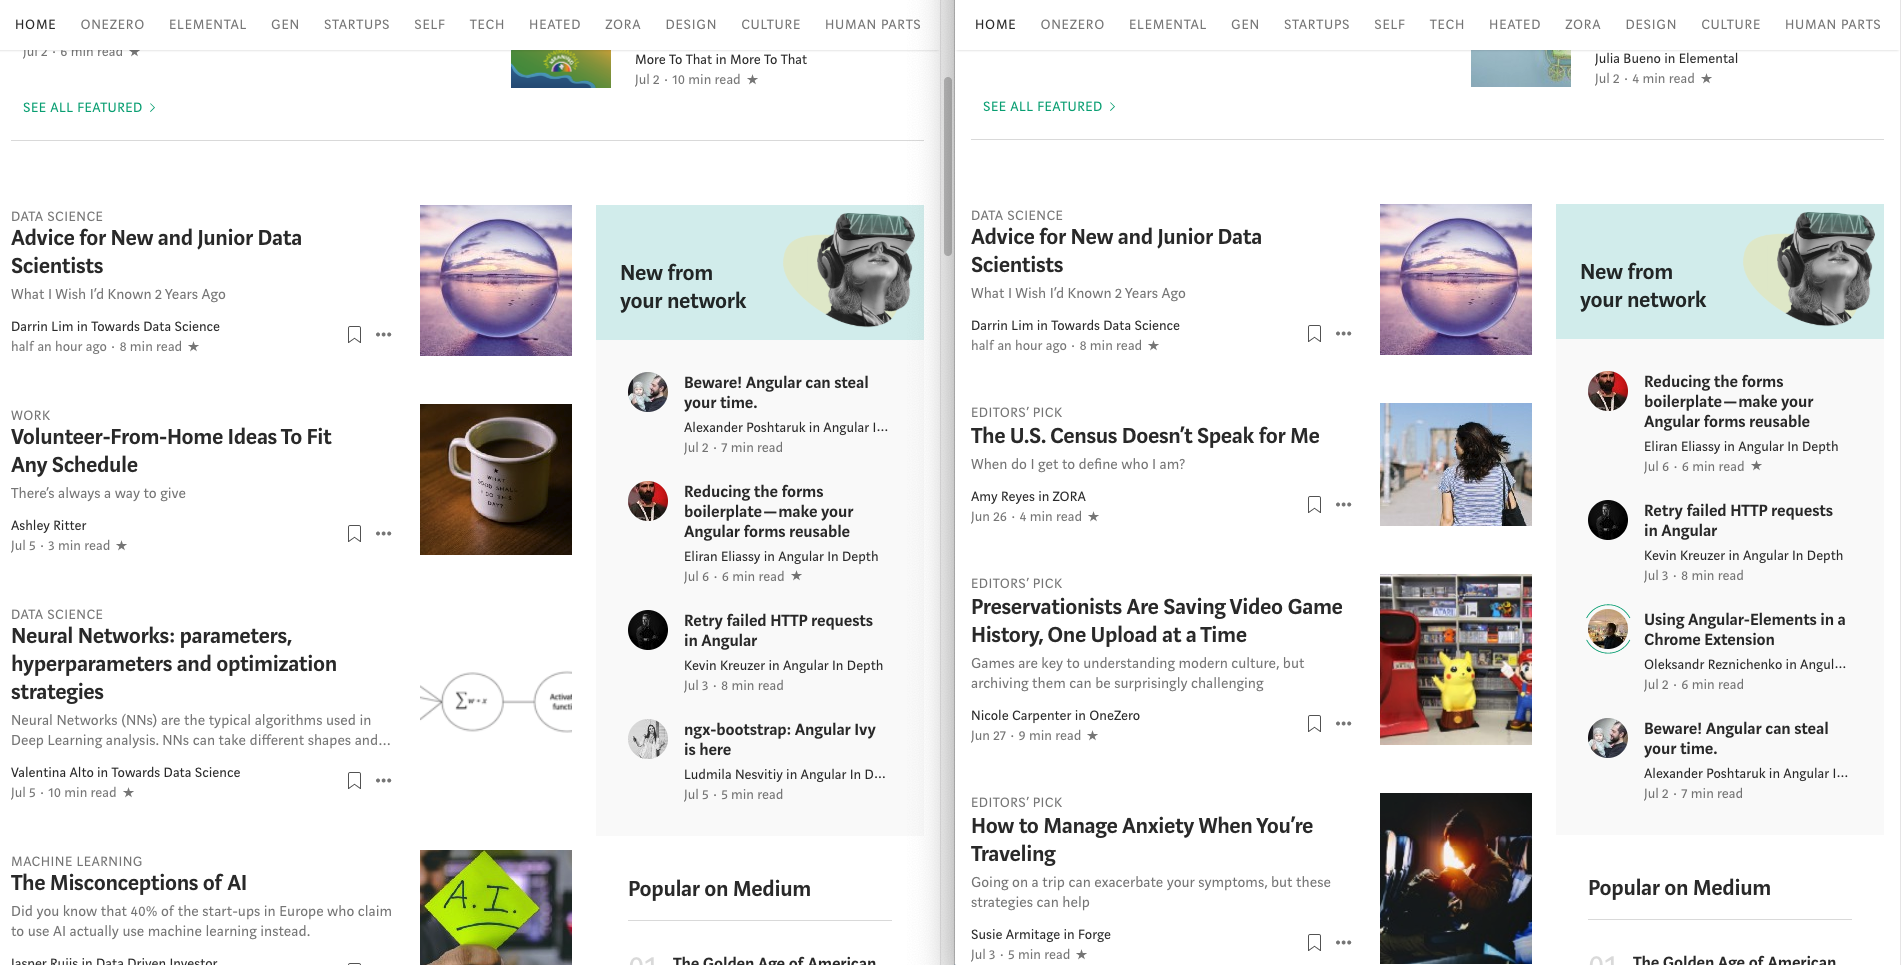 HOME ONEZERO ELEMENTAL GEN STARTUPS SELF TECH HEATED ZORA DESIGN CULTURE HUMAN PARTS
Jul 2 · 6 min read ★
More To That in More To That
Jul 2 · 10 min read ★
SEE ALL FEATURED >
DATA SCIENCE
Advice for New and Junior Data
Scientists
What I Wish I’d Known 2 Years Ago
Darrin Lim in Towards Data Science
half an hour ago · 8 min read ★
WORK
Volunteer-From-Home Ideas To Fit
Any Schedule
There’s always a way to give
Ashley Ritter
Jul 5 · 3 min read ★
WHAT
GOOD SHALL
I DO THIS
DAY?
DATA SCIENCE
Neural Networks: parameters,
hyperparameters and optimization
strategies
Neural Networks (NNs) are the typical algorithms used in
Deep Learning analysis. NNs can take different shapes and…
Valentina Alto in Towards Data Science
Jul 5 · 10 min read ★
∑ w * x
Activat
functi
MACHINE LEARNING
The Misconceptions of AI
Did you know that 40% of the start-ups in Europe who claim
to use AI actually use machine learning instead.
Jasper Ruijs in Data Driven Investor
A.I.
New from
your network
Beware! Angular can steal
your time.
Alexander Poshtaruk in Angular I…
Jul 2 · 7 min read
Reducing the forms
boilerplate — make your
Angular forms reusable
Eliran Eliassy in Angular In Depth
Jul 6 · 6 min read ★
Retry failed HTTP requests
in Angular
Kevin Kreuzer in Angular In Depth
Jul 3 · 8 min read
ngx-bootstrap: Angular Ivy
is here
Ludmila Nesvitiy in Angular In D…
Jul 5 · 5 min read
Popular on Medium
01 The Golden Age of American
HOME ONEZERO ELEMENTAL GEN STARTUPS SELF TECH HEATED ZORA DESIGN CULTURE HUMAN PARTS
Julia Bueno in Elemental
Jul 2 · 4 min read ★
SEE ALL FEATURED >
DATA SCIENCE
Advice for New and Junior Data
Scientists
What I Wish I’d Known 2 Years Ago
Darrin Lim in Towards Data Science
half an hour ago · 8 min read ★
EDITORS’ PICK
The U.S. Census Doesn’t Speak for Me
When do I get to define who I am?
Amy Reyes in ZORA
Jun 26 · 4 min read ★
EDITORS’ PICK
Preservationists Are Saving Video Game
History, One Upload at a Time
Games are key to understanding modern culture, but
archiving them can be surprisingly challenging
Nicole Carpenter in OneZero
Jun 27 · 9 min read ★
EDITORS’ PICK
How to Manage Anxiety When You’re
Traveling
Going on a trip can exacerbate your symptoms, but these
strategies can help
Susie Armitage in Forge
Jul 3 · 5 min read ★
New from
your network
Reducing the forms
boilerplate — make your
Angular forms reusable
Eliran Eliassy in Angular In Depth
Jul 6 · 6 min read ★
Retry failed HTTP requests
in Angular
Kevin Kreuzer in Angular In Depth
Jul 3 · 8 min read
Using Angular-Elements in a
Chrome Extension
Oleksandr Reznichenko in Angul…
Jul 2 · 6 min read
Beware! Angular can steal
your time.
Alexander Poshtaruk in Angular I…
Jul 2 · 7 min read
Popular on Medium
01 The Golden Age of American